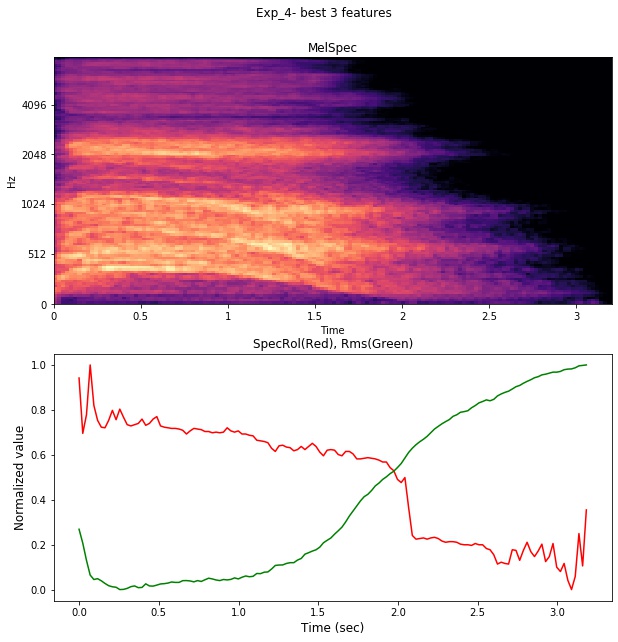 Exp_4- best 3 features
MelSpec
Hz
4096
2048
1024
512
0
0 0.5 1 1.5 2 2.5 3
Time
SpecRol(Red), Rms(Green)
Normalized value
1.0
0.8
0.6
0.4
0.2
0.0
0.0 0.5 1.0 1.5 2.0 2.5 3.0
Time (sec)